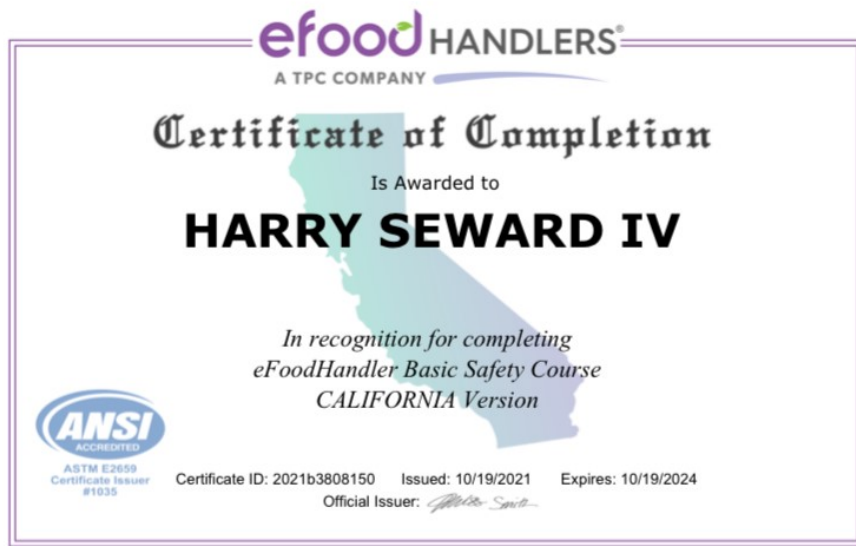 efood HANDLERS®
A TPC COMPANY
Certificate of Completion
Is Awarded to
HARRY SEWARD IV
In recognition for completing
eFoodHandler Basic Safety Course
CALIFORNIA Version
ANSI
ACCREDITED
ASTM E2659
Certificate Issuer
#1035
Certificate ID: 2021b3808150 Issued: 10/19/2021 Expires: 10/19/2024
Official Issuer: Smith